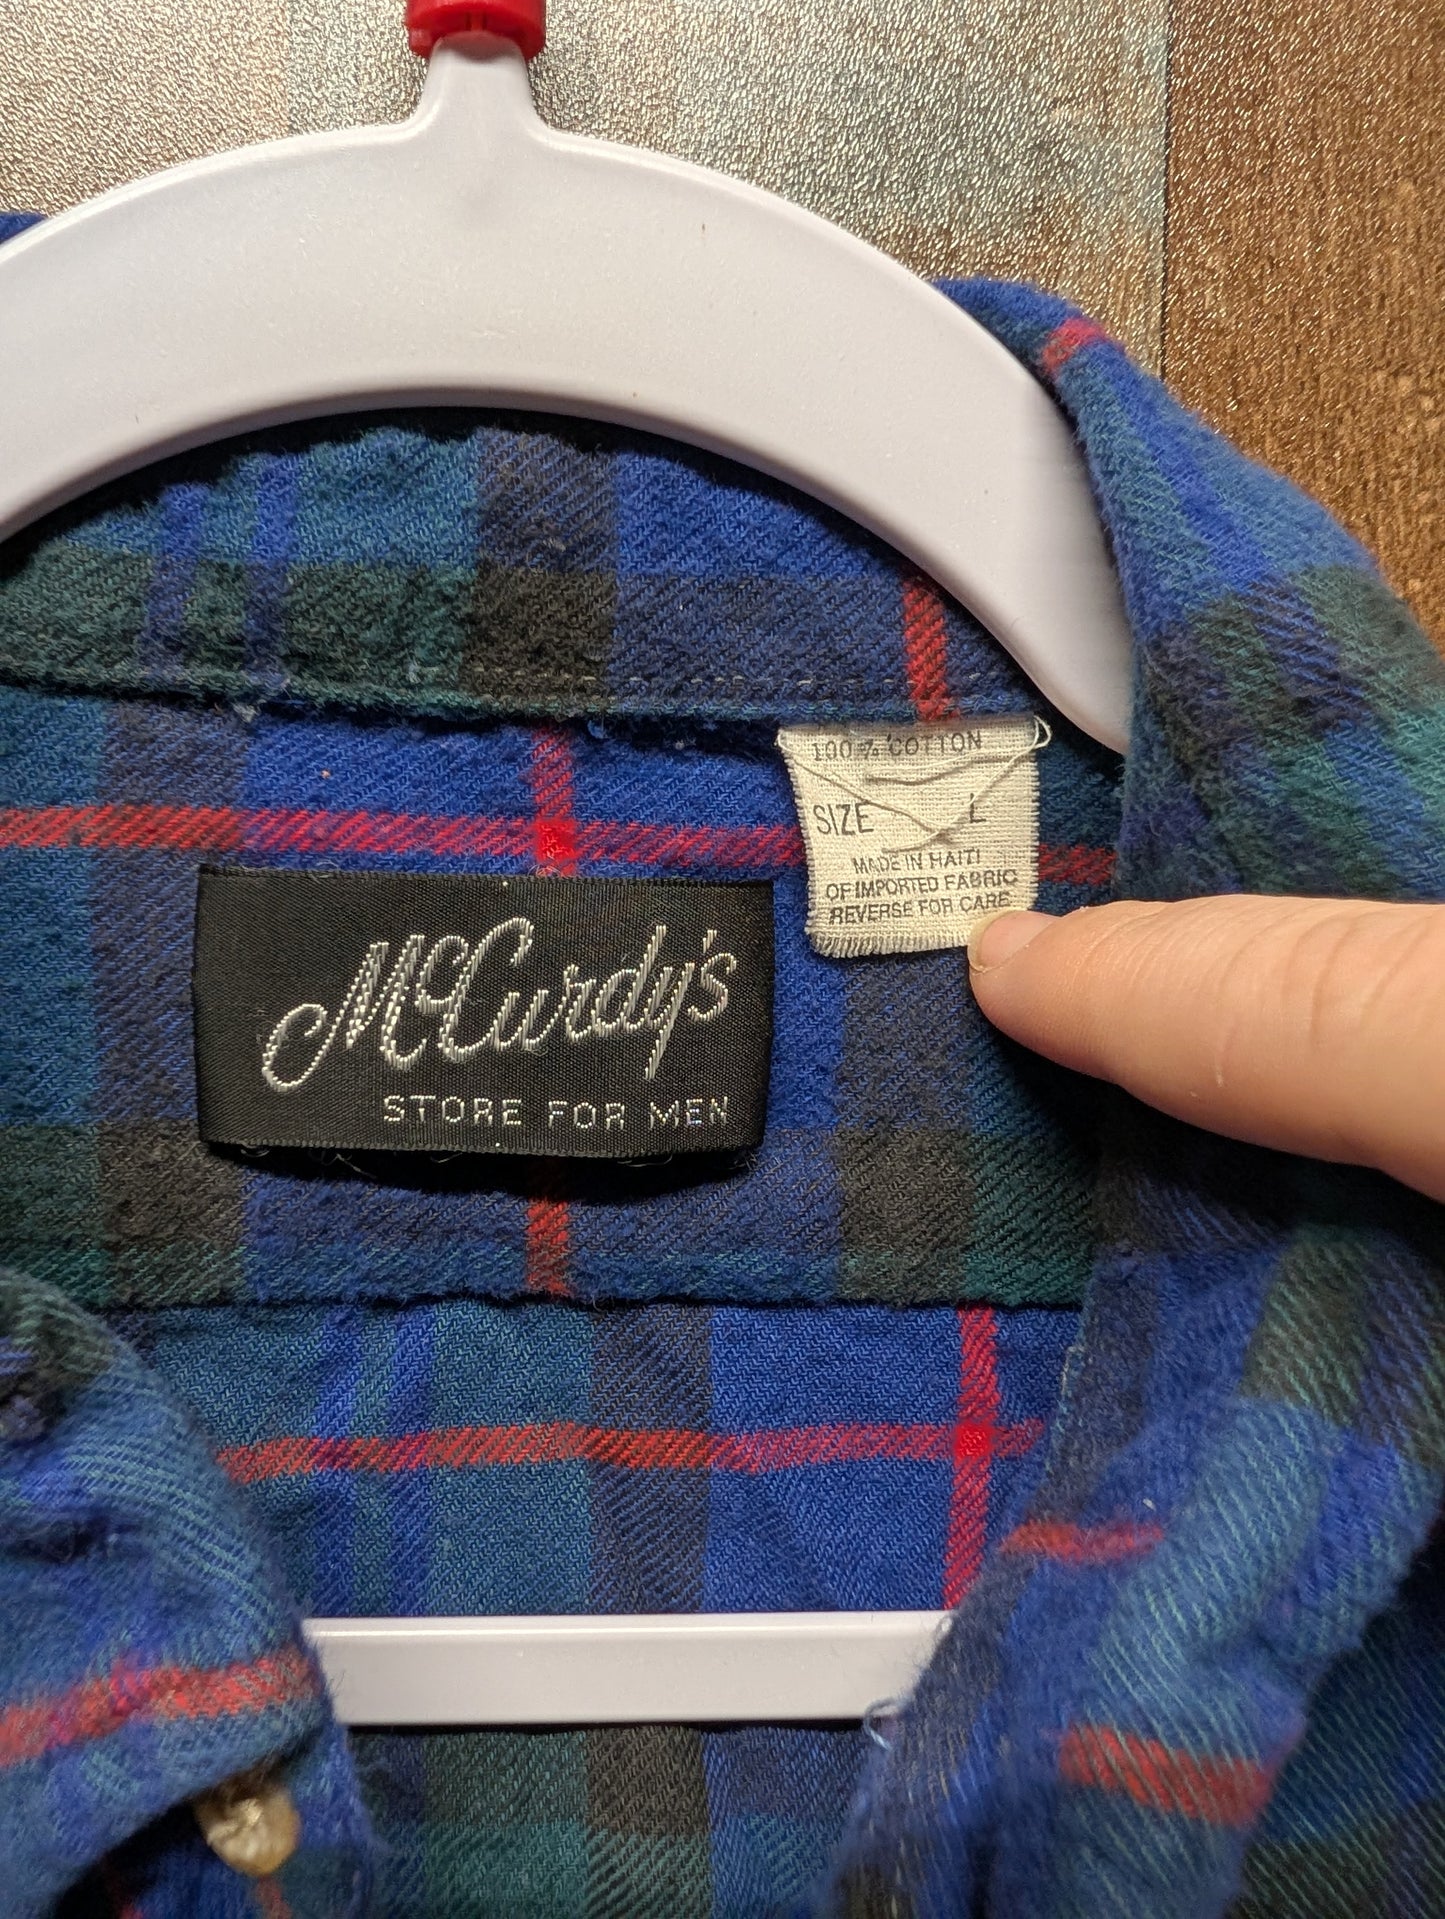 100% COTTON
SIZE L
MADE IN HAITI
OF IMPORTED FABRIC
REVERSE FOR CARE
McCurdy's
STORE FOR MEN